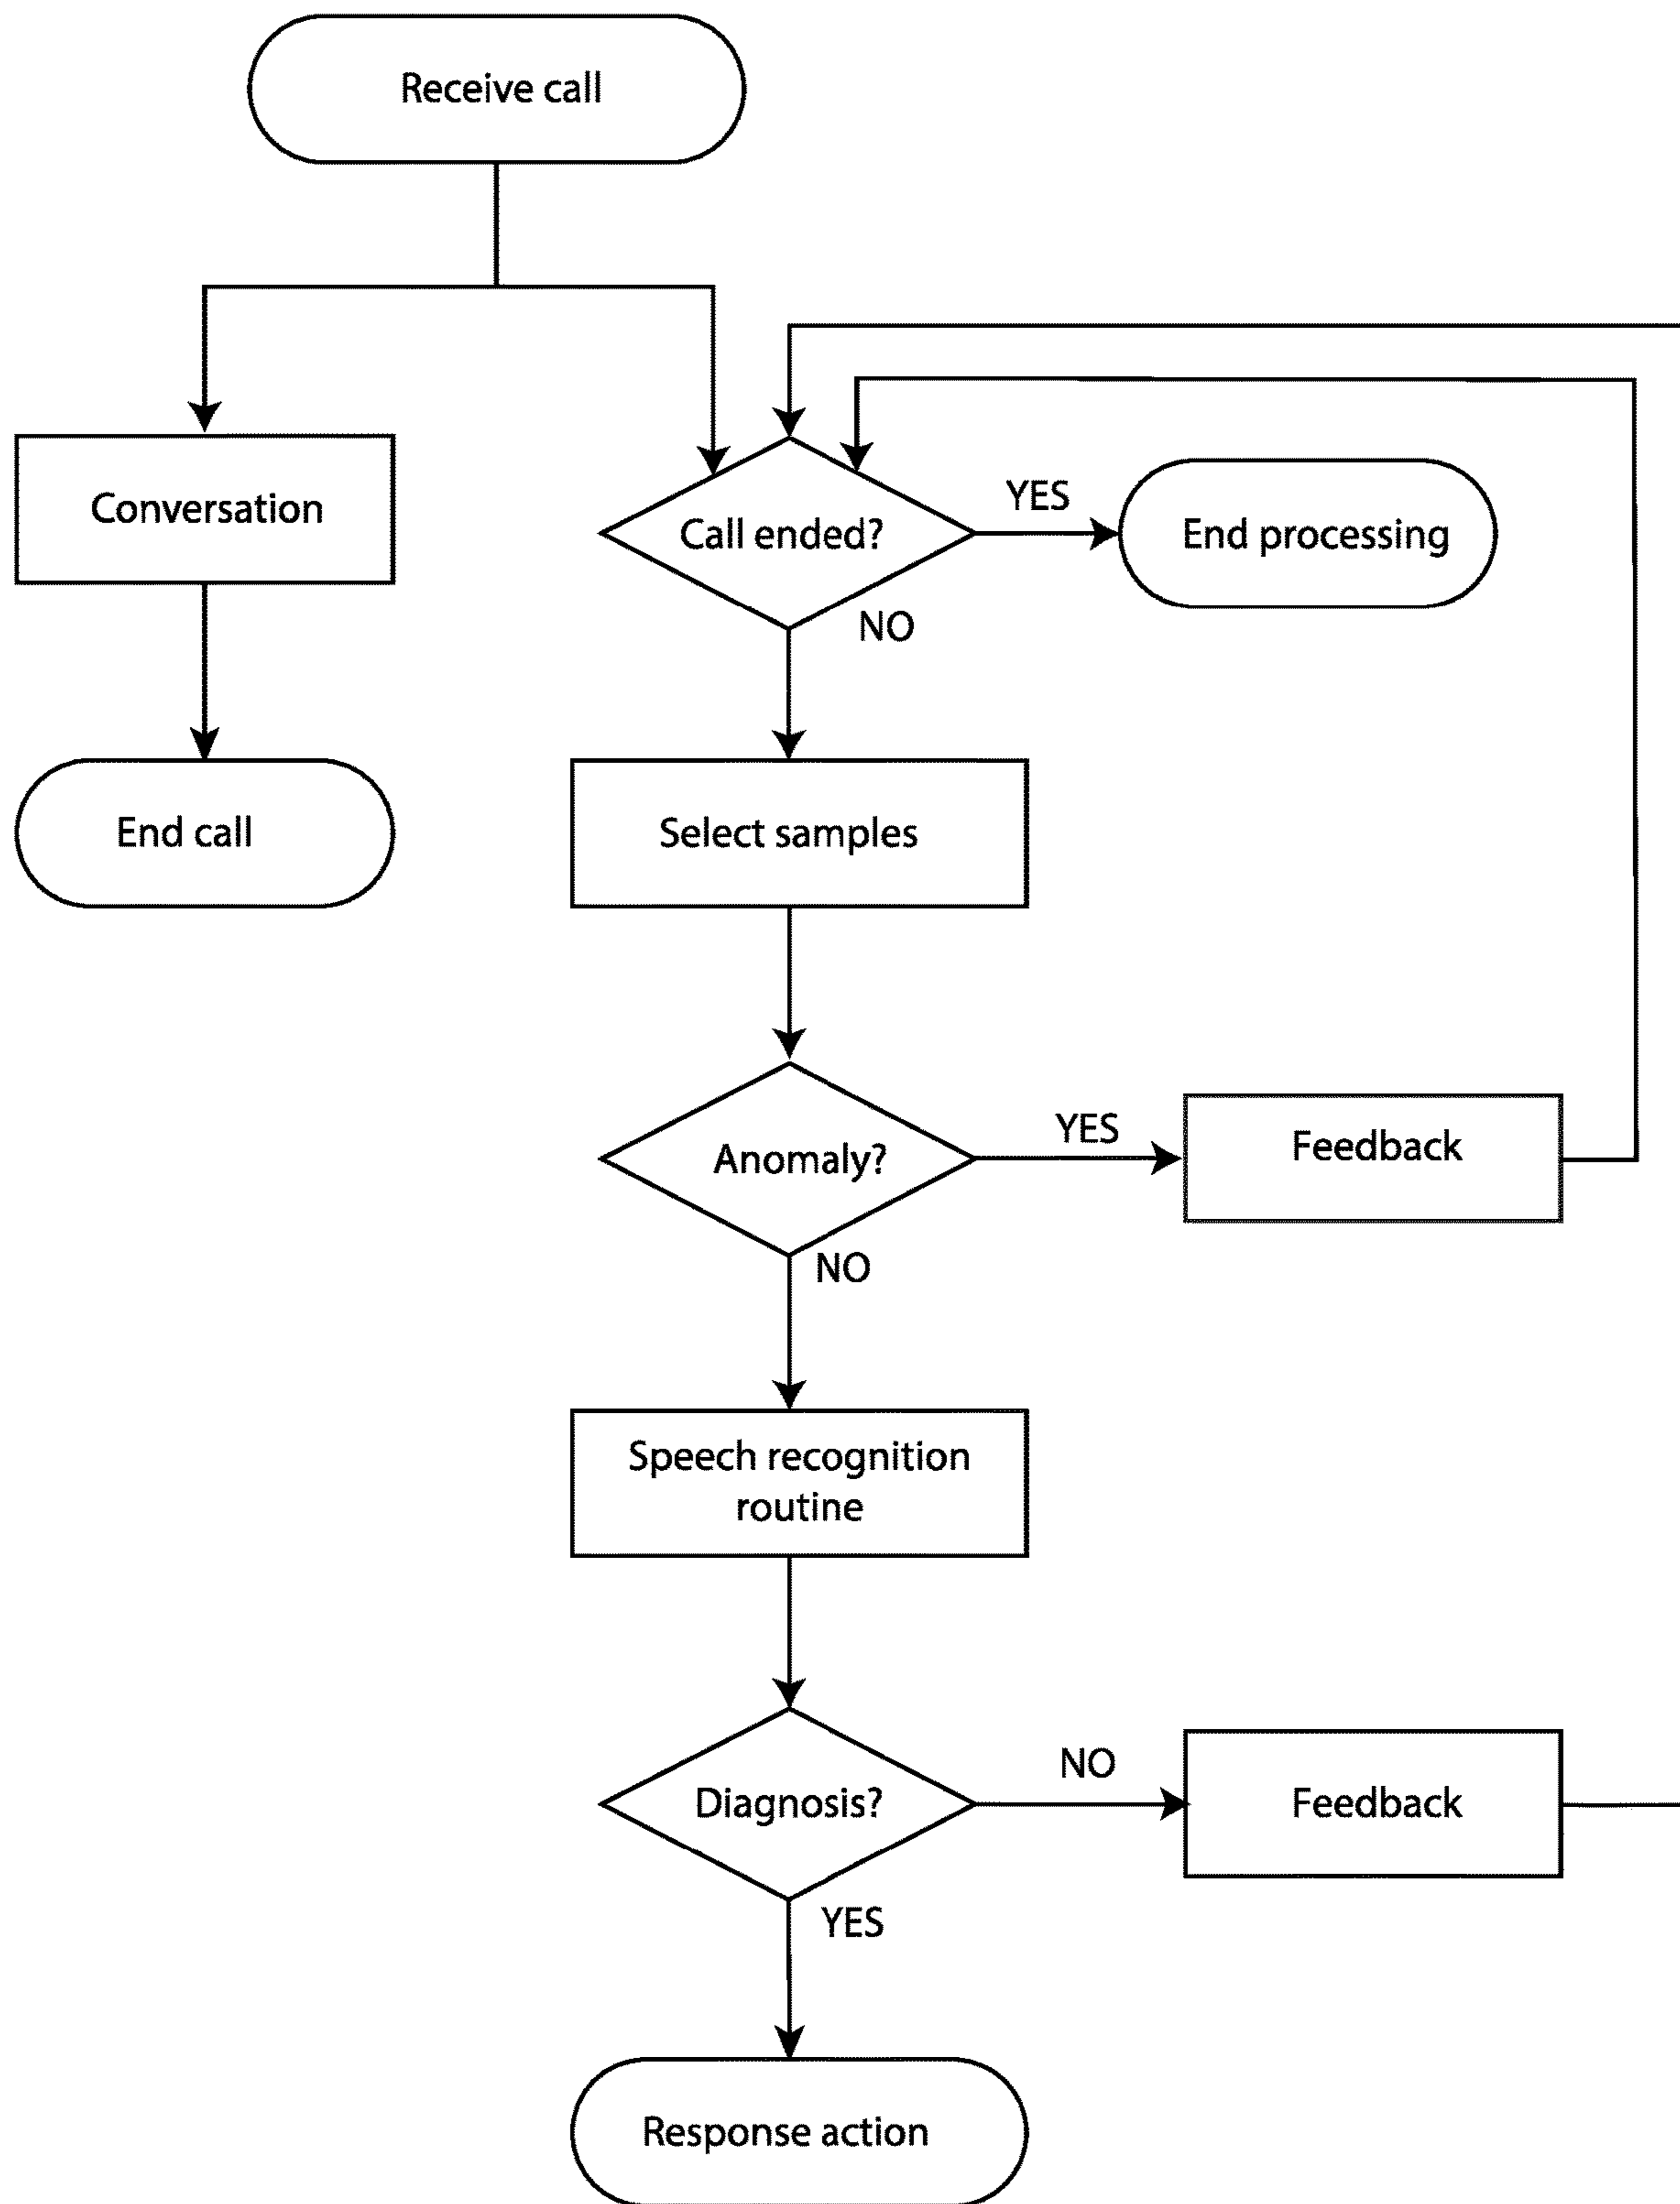 Receive call
Conversation
Call ended?
YES
End processing
NO
End call
Select samples
Anomaly?
YES
Feedback
NO
Speech recognition
routine
Diagnosis?
NO
Feedback
YES
Response action